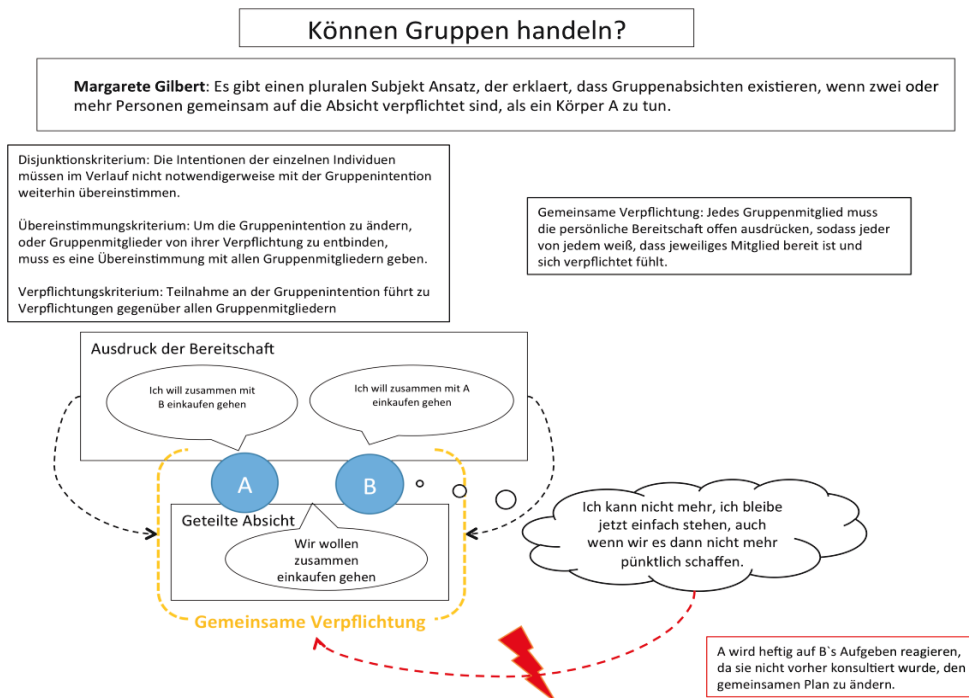 Können Gruppen handeln?
Margarete Gilbert: Es gibt einen pluralen Subjekt Ansatz, der erklaert, dass Gruppenabsichten existieren, wenn zwei oder
mehr Personen gemeinsam auf die Absicht verpflichtet sind, als ein Körper A zu tun.
Disjunktionskriterium: Die Intentionen der einzelnen Individuen
müssen im Verlauf nicht notwendigerweise mit der Gruppenintention
weiterhin übereinstimmen.
Übereinstimmungskriterium: Um die Gruppenintention zu ändern,
oder Gruppenmitglieder von ihrer Verpflichtung zu entbinden,
muss es eine Übereinstimmung mit allen Gruppenmitgliedern geben.
Verpflichtungskriterium: Teilnahme an der Gruppenintention führt zu
Verpflichtungen gegenüber allen Gruppenmitgliedern
Gemeinsame Verpflichtung: Jedes Gruppenmitglied muss
die persönliche Bereitschaft offen ausdrücken, sodass jeder
von jedem weiß, dass jeweiliges Mitglied bereit ist und
sich verpflichtet fühlt.
Ausdruck der Bereitschaft
Ich will zusammen mit
B einkaufen gehen
Ich will zusammen mit A
einkaufen gehen
A
B
Geteilte Absicht
Wir wollen
zusammen
einkaufen gehen
Gemeinsame Verpflichtung
Ich kann nicht mehr, ich bleibe
jetzt einfach stehen, auch
wenn wir es dann nicht mehr
pünktlich schaffen.
A wird heftig auf B`s Aufgeben reagieren,
da sie nicht vorher konsultiert wurde, den
gemeinsamen Plan zu ändern.